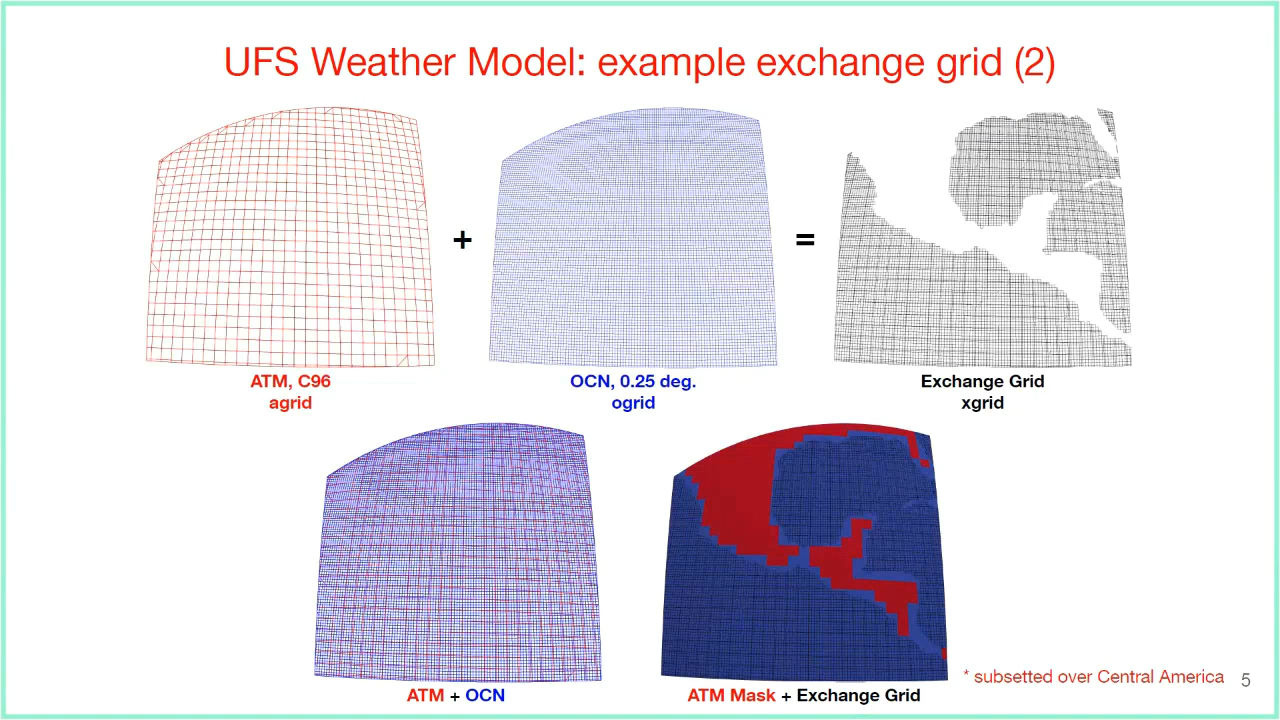 UFS Weather Model: example exchange grid (2)
+
=
ATM, C96
agrid
OCN, 0.25 deg.
ogrid
Exchange Grid
xgrid
ATM + OCN
ATM Mask + Exchange Grid
* subsetted over Central America
5